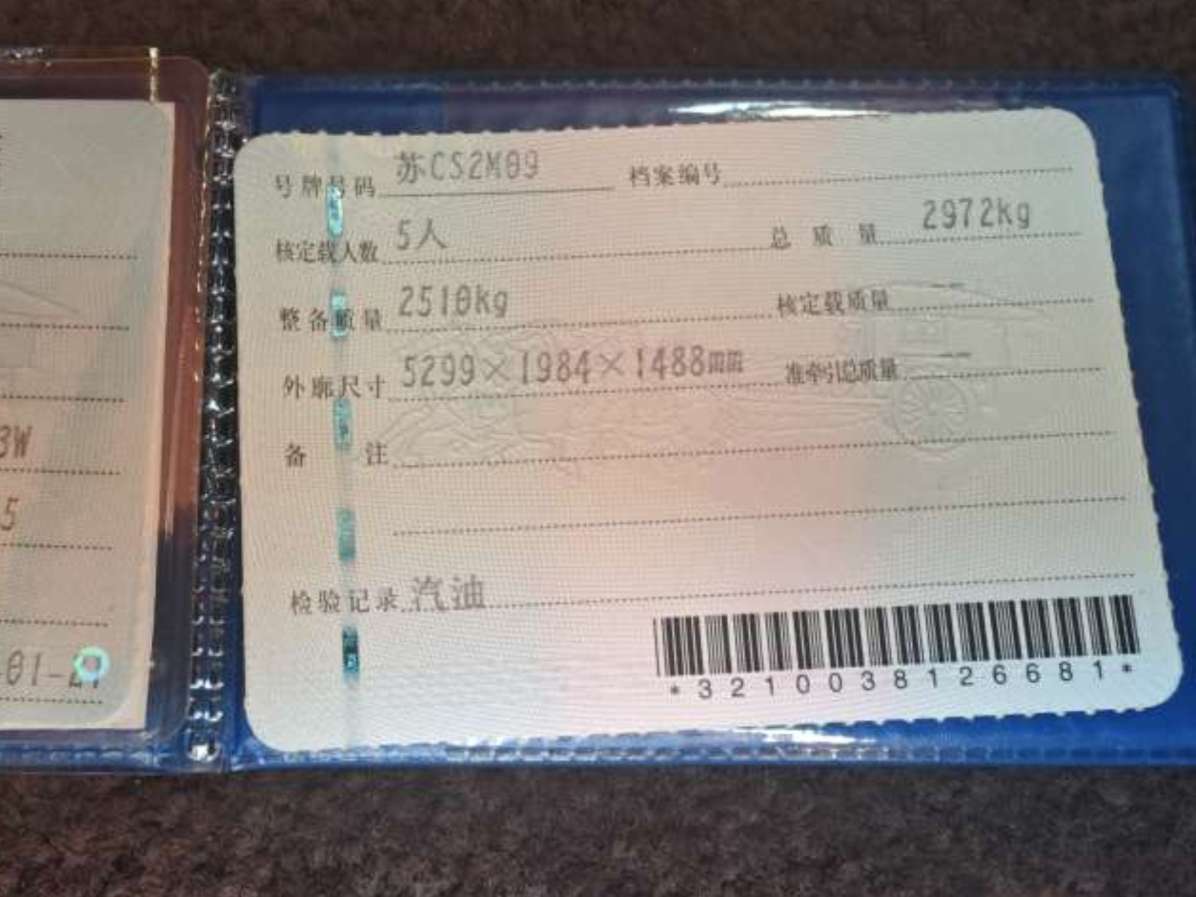 号牌号码 苏CS2M09 档案编号
核定载人数 5人 总质量 2972kg
整备质量 2510kg 核定载质量 --
外廓尺寸 5299×1984×1488mm 准牵引总质量 --
备注
检验记录 汽油
*3210038126681*
3W
5
-01-